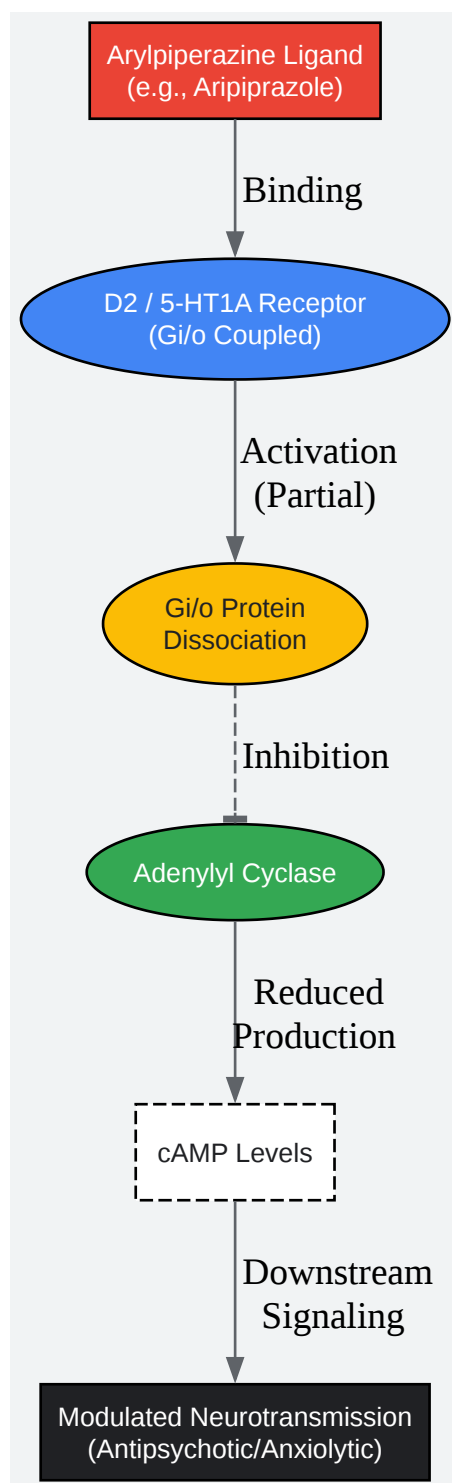 Arylpiperazine Ligand
(e.g., Aripiprazole)
Binding
D2 / 5-HT1A Receptor
(Gi/o Coupled)
Activation
(Partial)
Gi/o Protein
Dissociation
Inhibition
Adenylyl Cyclase
Reduced
Production
cAMP Levels
Downstream
Signaling
Modulated Neurotransmission
(Antipsychotic/Anxiolytic)